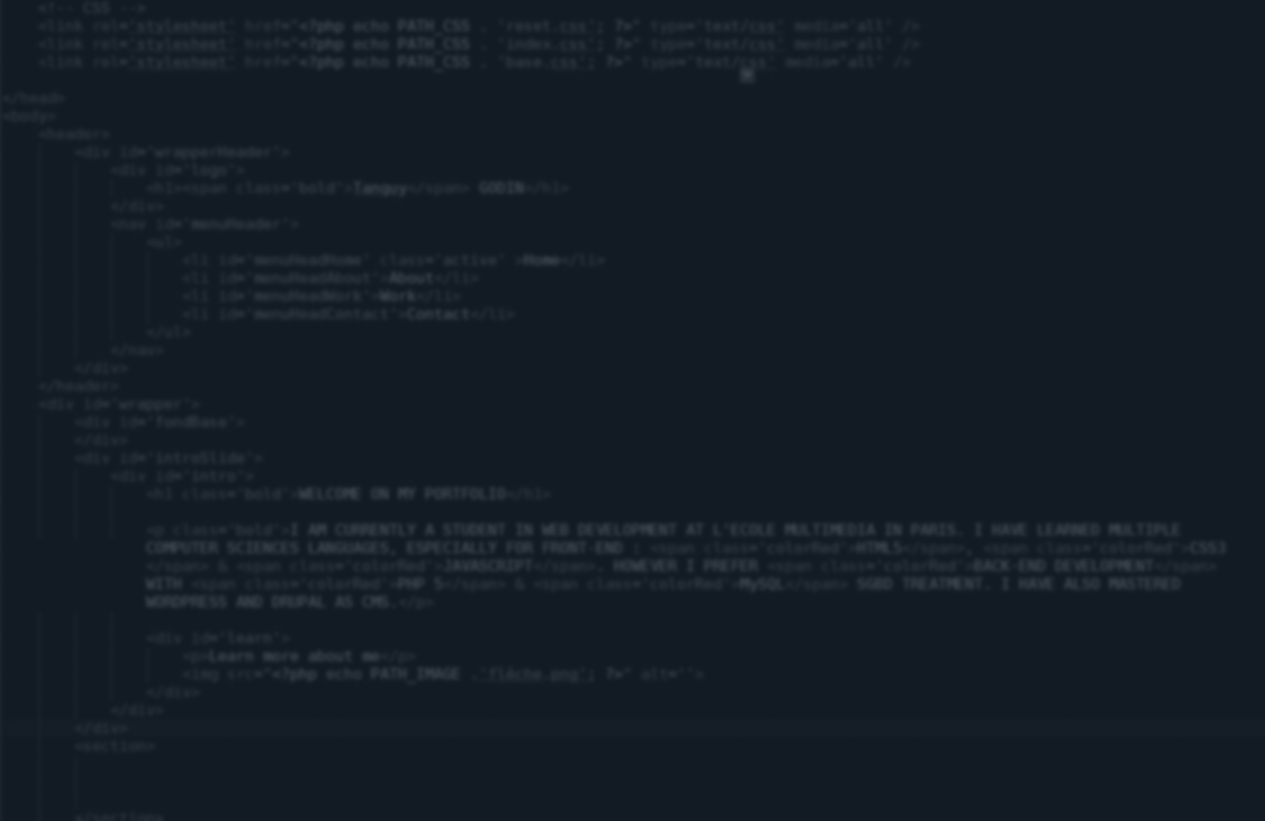 <!-- CSS -->
<link rel='stylesheet' href="<?php echo PATH_CSS . 'reset.css'; ?>" type='text/css' media='all' />
<link rel='stylesheet' href="<?php echo PATH_CSS . 'index.css'; ?>" type='text/css' media='all' />
<link rel='stylesheet' href="<?php echo PATH_CSS . 'base.css'; ?>" type='text/css' media='all' />
</head>
<body>
<header>
<div id='wrapperHeader'>
<div id='logo'>
<h1><span class='bold'>Tanguy</span> GODIN</h1>
</div>
<nav id='menuHeader'>
<ul>
<li id='menuHeadHome' class='active' >Home</li>
<li id='menuHeadAbout'>About</li>
<li id='menuHeadWork'>Work</li>
<li id='menuHeadContact'>Contact</li>
</ul>
</nav>
</div>
</header>
<div id='wrapper'>
<div id='fondBase'>
</div>
<div id='introSlide'>
<div id='intro'>
<h1 class='bold'>WELCOME ON MY PORTFOLIO</h1>
<p class='bold'>I AM CURRENTLY A STUDENT IN WEB DEVELOPMENT AT L'ECOLE MULTIMEDIA IN PARIS. I HAVE LEARNED MULTIPLE
COMPUTER SCIENCES LANGUAGES, ESPECIALLY FOR FRONT-END : <span class='colorRed'>HTML5</span>, <span class='colorRed'>CSS3
</span> & <span class='colorRed'>JAVASCRIPT</span>. HOWEVER I PREFER <span class='colorRed'>BACK-END DEVELOPMENT</span>
WITH <span class='colorRed'>PHP 5</span> & <span class='colorRed'>MySQL</span> SGBD TREATMENT. I HAVE ALSO MASTERED
WORDPRESS AND DRUPAL AS CMS.</p>
<div id='learn'>
<p>Learn more about me</p>
<img src="<?php echo PATH_IMAGE .'flèche.png'; ?>" alt=''>
</div>
</div>
</div>
<section>
</section>